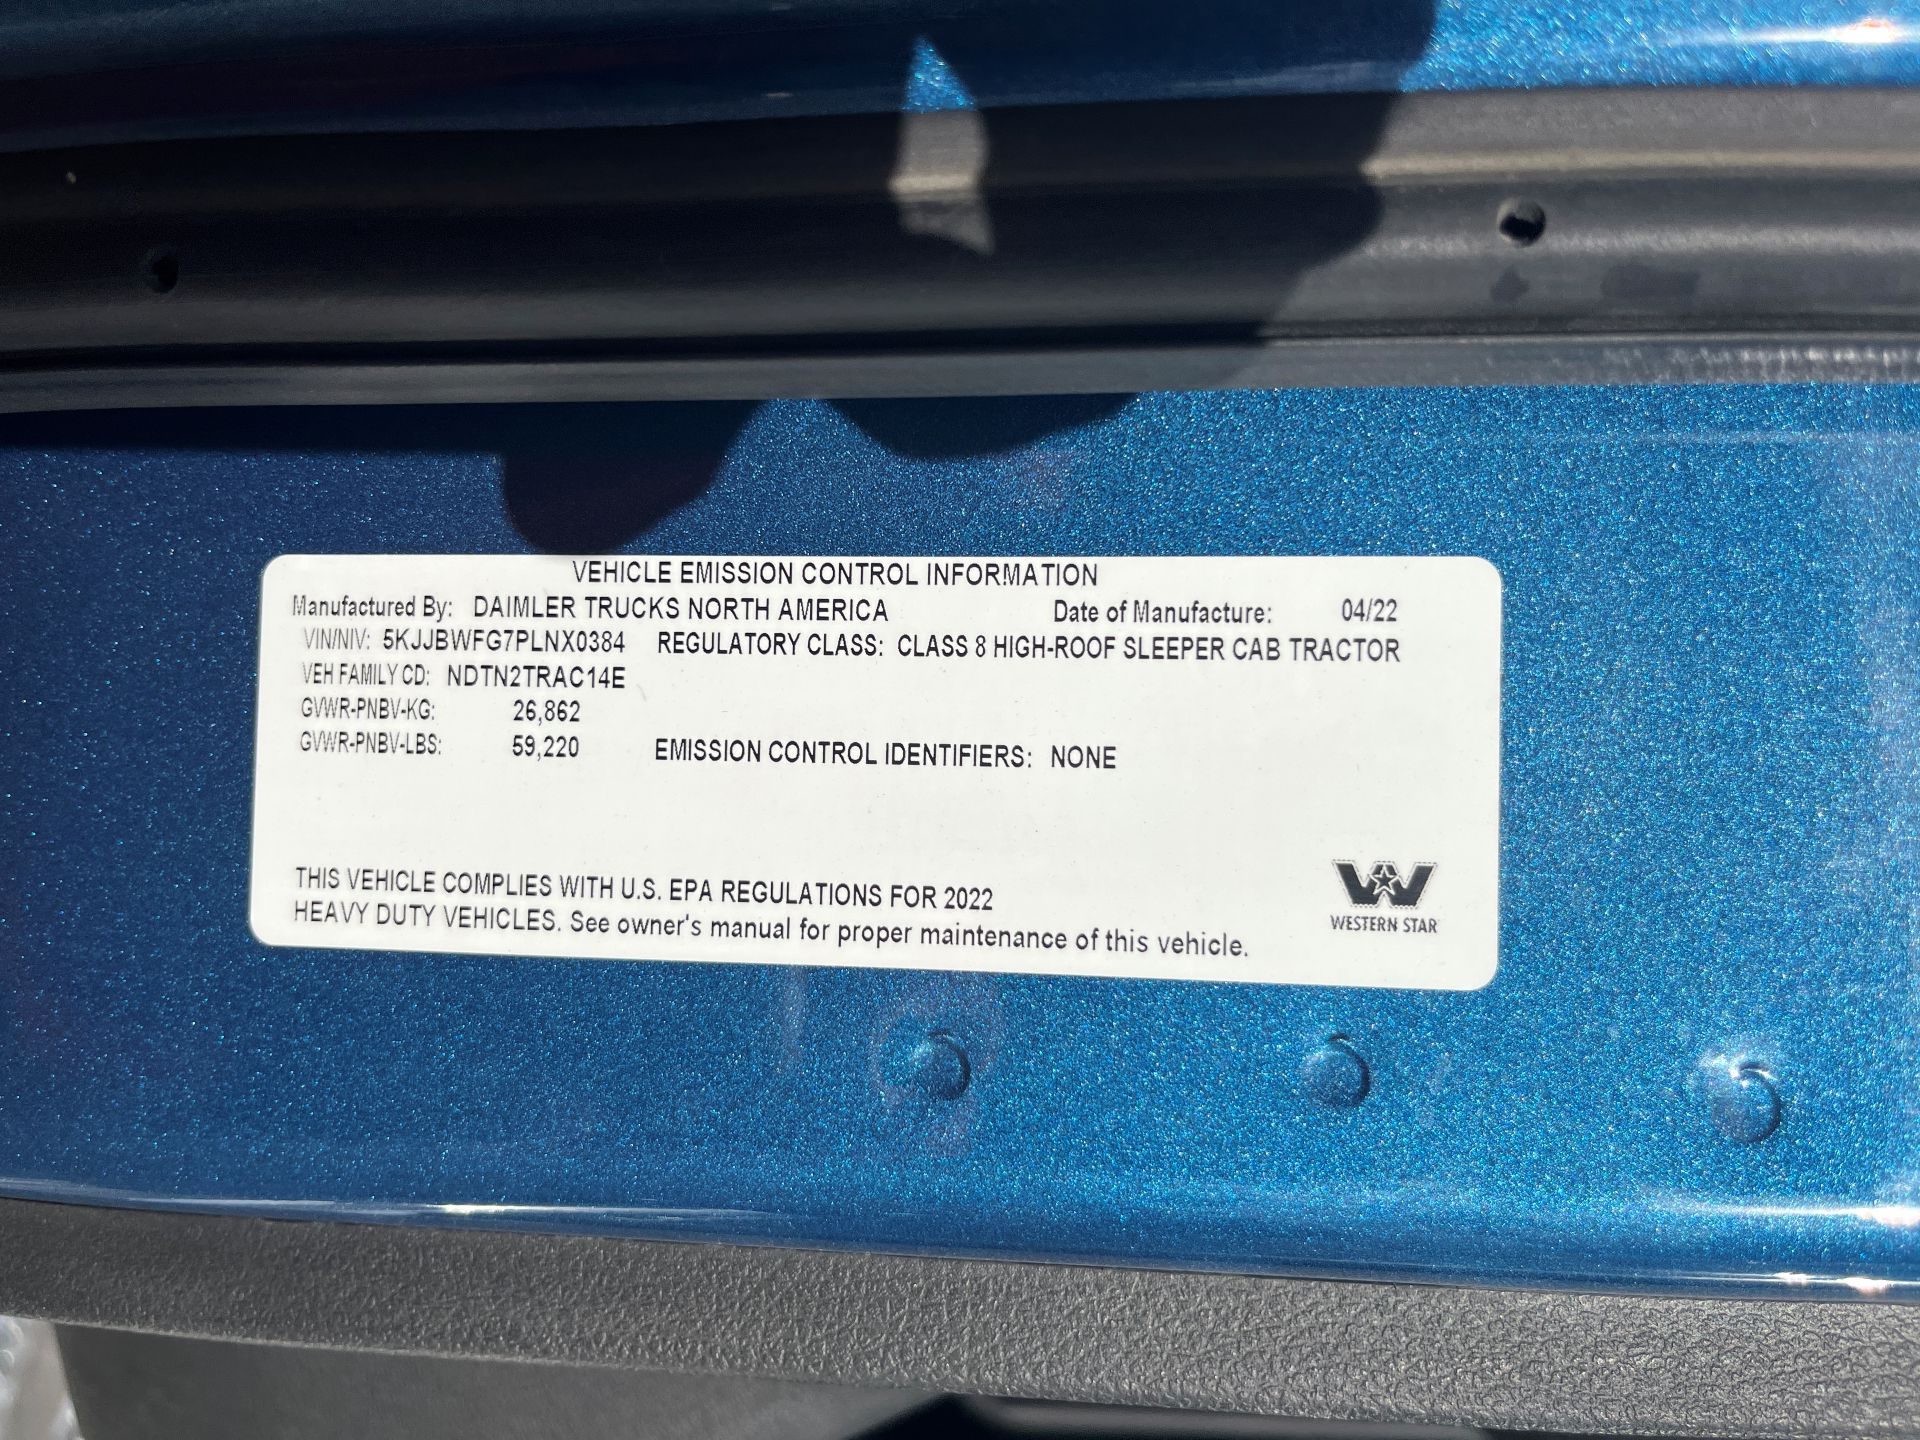 VEHICLE EMISSION CONTROL INFORMATION
Manufactured By: DAIMLER TRUCKS NORTH AMERICA Date of Manufacture: 04/22
VIN/NIV: 5KJJBWFG7PLNX0384 REGULATORY CLASS: CLASS 8 HIGH-ROOF SLEEPER CAB TRACTOR
VEH FAMILY CD: NDTN2TRAC14E
GVWR-PNBV-KG: 26,862
GVWR-PNBV-LBS: 59,220 EMISSION CONTROL IDENTIFIERS: NONE
THIS VEHICLE COMPLIES WITH U.S. EPA REGULATIONS FOR 2022
HEAVY DUTY VEHICLES. See owner's manual for proper maintenance of this vehicle.
WESTERN STAR